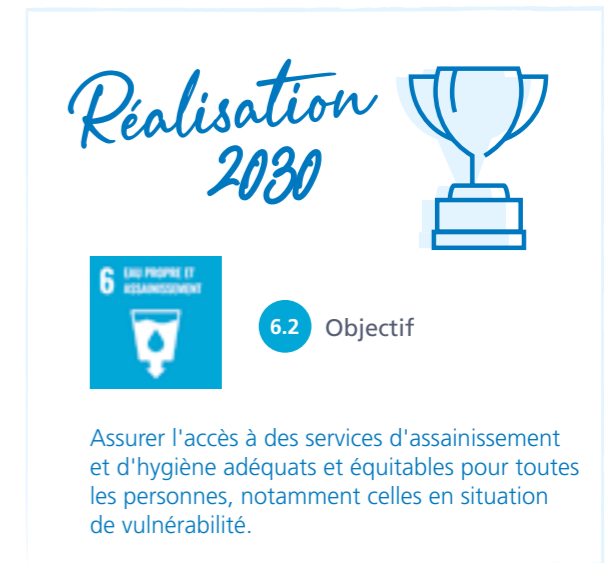 Réalisation
2030
6 EAU PROPRE ET
ASSAINISSEMENT
6.2 Objectif
Assurer l'accès à des services d'assainissement
et d'hygiène adéquats et équitables pour toutes
les personnes, notamment celles en situation
de vulnérabilité.